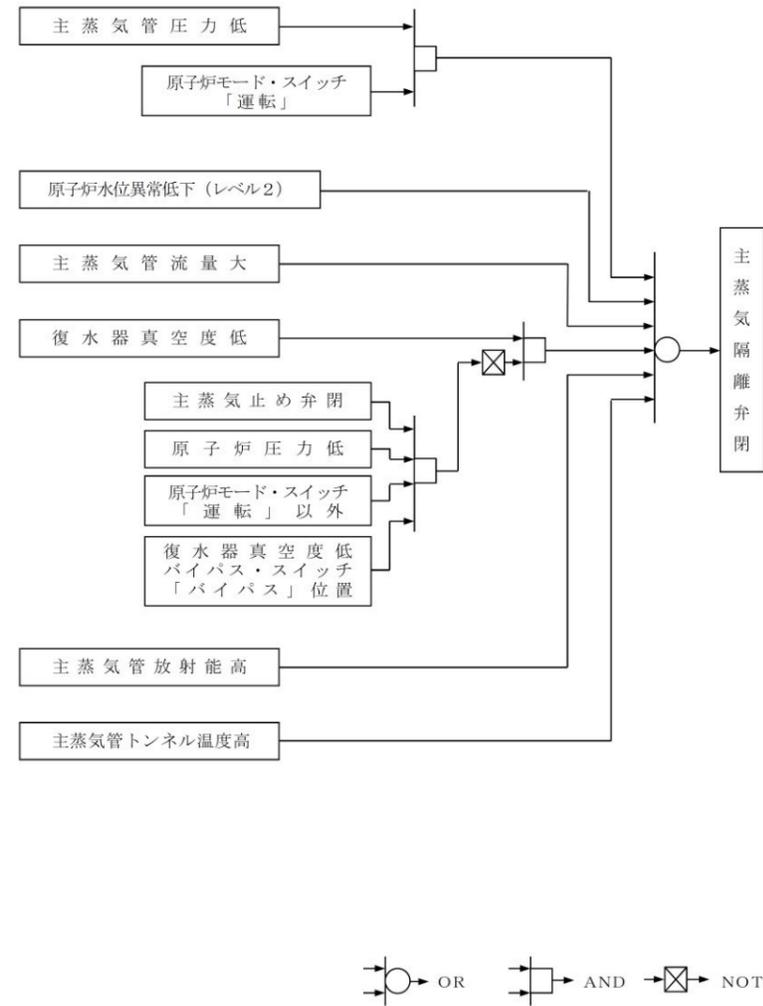 主蒸気管圧力低
原子炉モード・スイッチ
「運転」
原子炉水位異常低下（レベル２）
主蒸気管流量大
復水器真空度低
主蒸気止め弁閉
原子炉圧力低
原子炉モード・スイッチ
「運転」以外
復水器真空度低
バイパス・スイッチ
「バイパス」位置
主蒸気管放射能高
主蒸気管トンネル温度高
主蒸気隔離弁閉
OR
AND
NOT